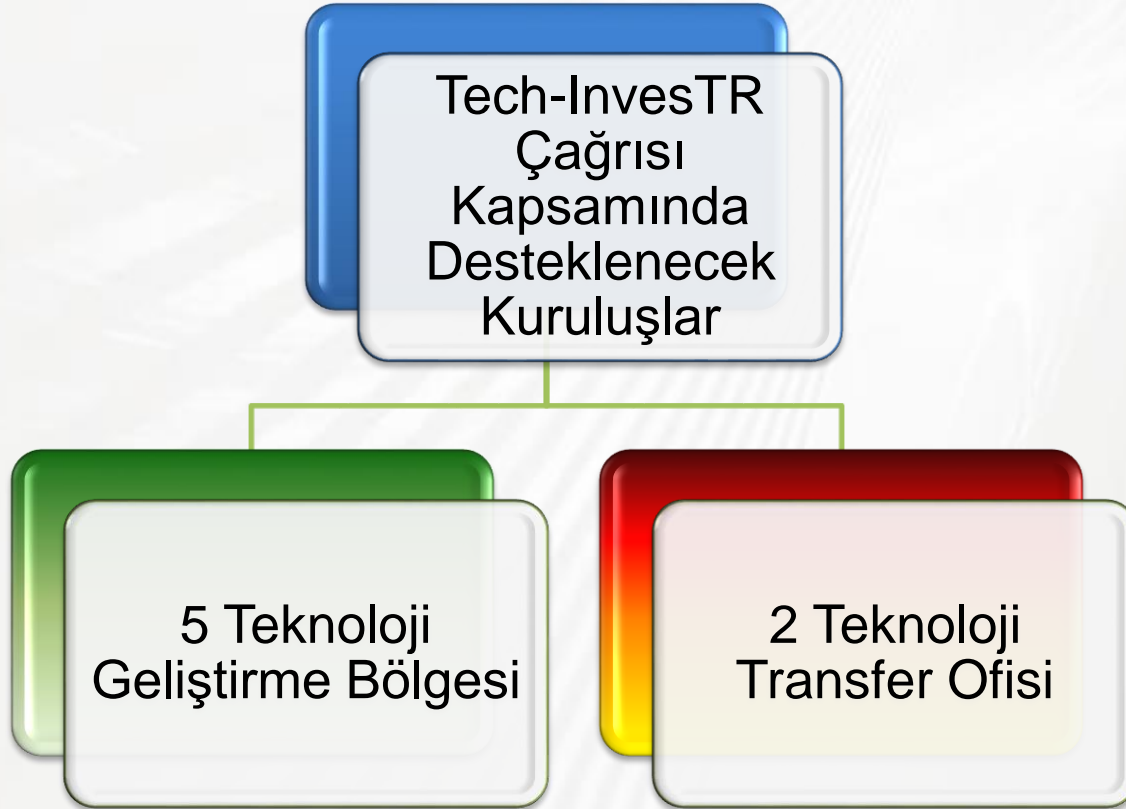 Tech-InvesTR
Çağrısı
Kapsamında
Desteklenecek
Kuruluşlar
5 Teknoloji
Geliştirme Bölgesi
2 Teknoloji
Transfer Ofisi